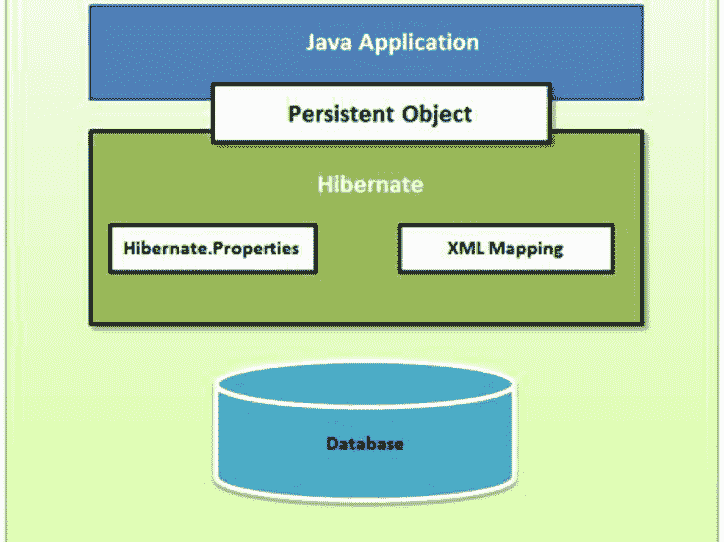 Java Application
Persistent Object
Hibernate
Hibernate.Properties
XML Mapping
Database